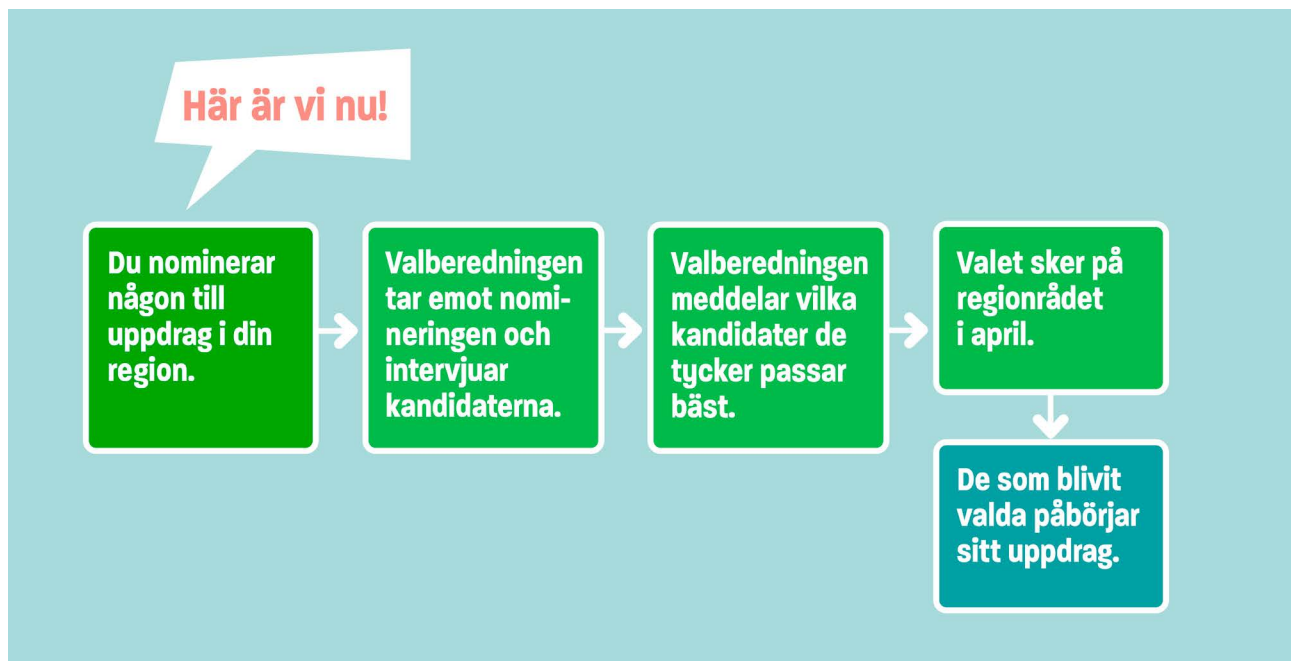 Här är vi nu!
Du nominerar
någon till
uppdrag i din
region.
Valberedningen
tar emot nomi-
neringen och
intervjuar
kandidaterna.
Valberedningen
meddelar vilka
kandidater de
tycker passar
bäst.
Valet sker på
regionrådet
i april.
De som blivit
valda påbörjar
sitt uppdrag.